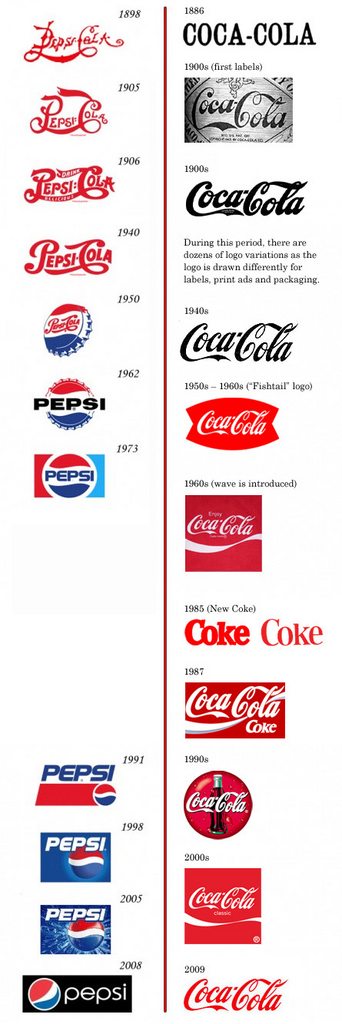 1898
Pepsi-Cola
1905
Pepsi-Cola
1906
DRINK
PEPSI-COLA
DELICIOUS
1940
PEPSI-COLA
1950
PEPSI-COLA
1962
PEPSI
1973
PEPSI
1991
PEPSI
1998
PEPSI
2005
PEPSI
2008
pepsi
1886
COCA-COLA
1900s (first labels)
Coca-Cola
1900s
Coca-Cola
During this period, there are
dozens of logo variations as the
logo is drawn differently for
labels, print ads and packaging.
1940s
Coca-Cola
1950s – 1960s (“Fishtail” logo)
Coca-Cola
1960s (wave is introduced)
Enjoy
Coca-Cola
1985 (New Coke)
Coke Coke
1987
Coca-Cola
Coke
1990s
Coca-Cola
2000s
Coca-Cola
classic
®
2009
Coca-Cola